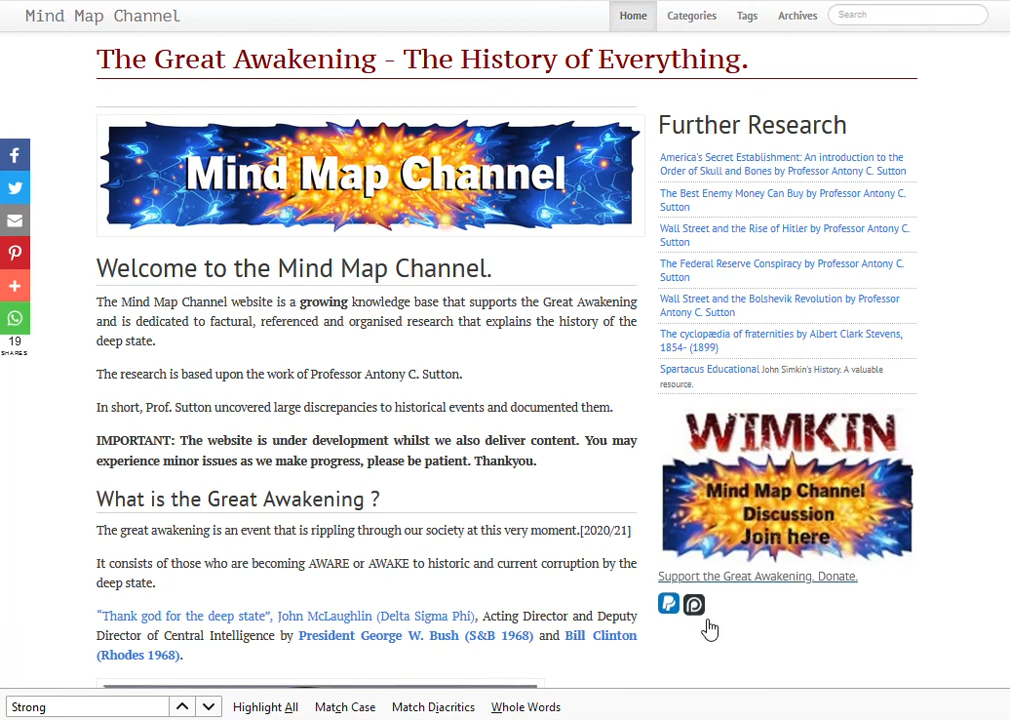 Mind Map Channel
Home Categories Tags Archives Search
The Great Awakening - The History of Everything.
Mind Map Channel
19
SHARES
Welcome to the Mind Map Channel.
The Mind Map Channel website is a growing knowledge base that supports the Great Awakening
and is dedicated to factual, referenced and organised research that explains the history of the
deep state.
The research is based upon the work of Professor Antony C. Sutton.
In short, Prof. Sutton uncovered large discrepancies to historical events and documented them.
IMPORTANT: The website is under development whilst we also deliver content. You may
experience minor issues as we make progress, please be patient. Thankyou.
What is the Great Awakening ?
The great awakening is an event that is rippling through our society at this very moment.[2020/21]
It consists of those who are becoming AWARE or AWAKE to historic and current corruption by the
deep state.
"Thank god for the deep state", John McLaughlin (Delta Sigma Phi), Acting Director and Deputy
Director of Central Intelligence by President George W. Bush (S&B 1968) and Bill Clinton
(Rhodes 1968).
Further Research
America's Secret Establishment: An introduction to the
Order of Skull and Bones by Professor Antony C. Sutton
The Best Enemy Money Can Buy by Professor Antony C.
Sutton
Wall Street and the Rise of Hitler by Professor Antony C.
Sutton
The Federal Reserve Conspiracy by Professor Antony C.
Sutton
Wall Street and the Bolshevik Revolution by Professor
Antony C. Sutton
The cyclopædia of fraternities by Albert Clark Stevens,
1854- (1899)
Spartacus Educational John Simkin's History. A valuable
resource.
WIMKIN
Mind Map Channel
Discussion
Join here
Support the Great Awakening. Donate.
Strong Highlight All Match Case Match Diacritics Whole Words